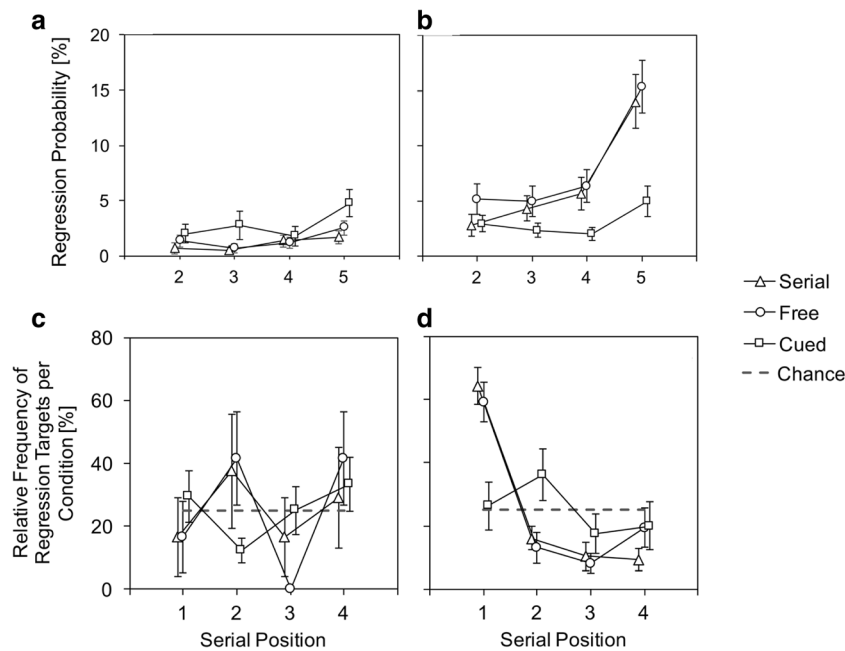 a
b
Regression Probability [%]
20
15
10
5
0
2 3 4 5
2 3 4 5
Serial
Free
Cued
Chance
c
d
Relative Frequency of
Regression Targets per
Condition [%]
80
60
40
20
0
1 2 3 4
1 2 3 4
Serial Position
Serial Position